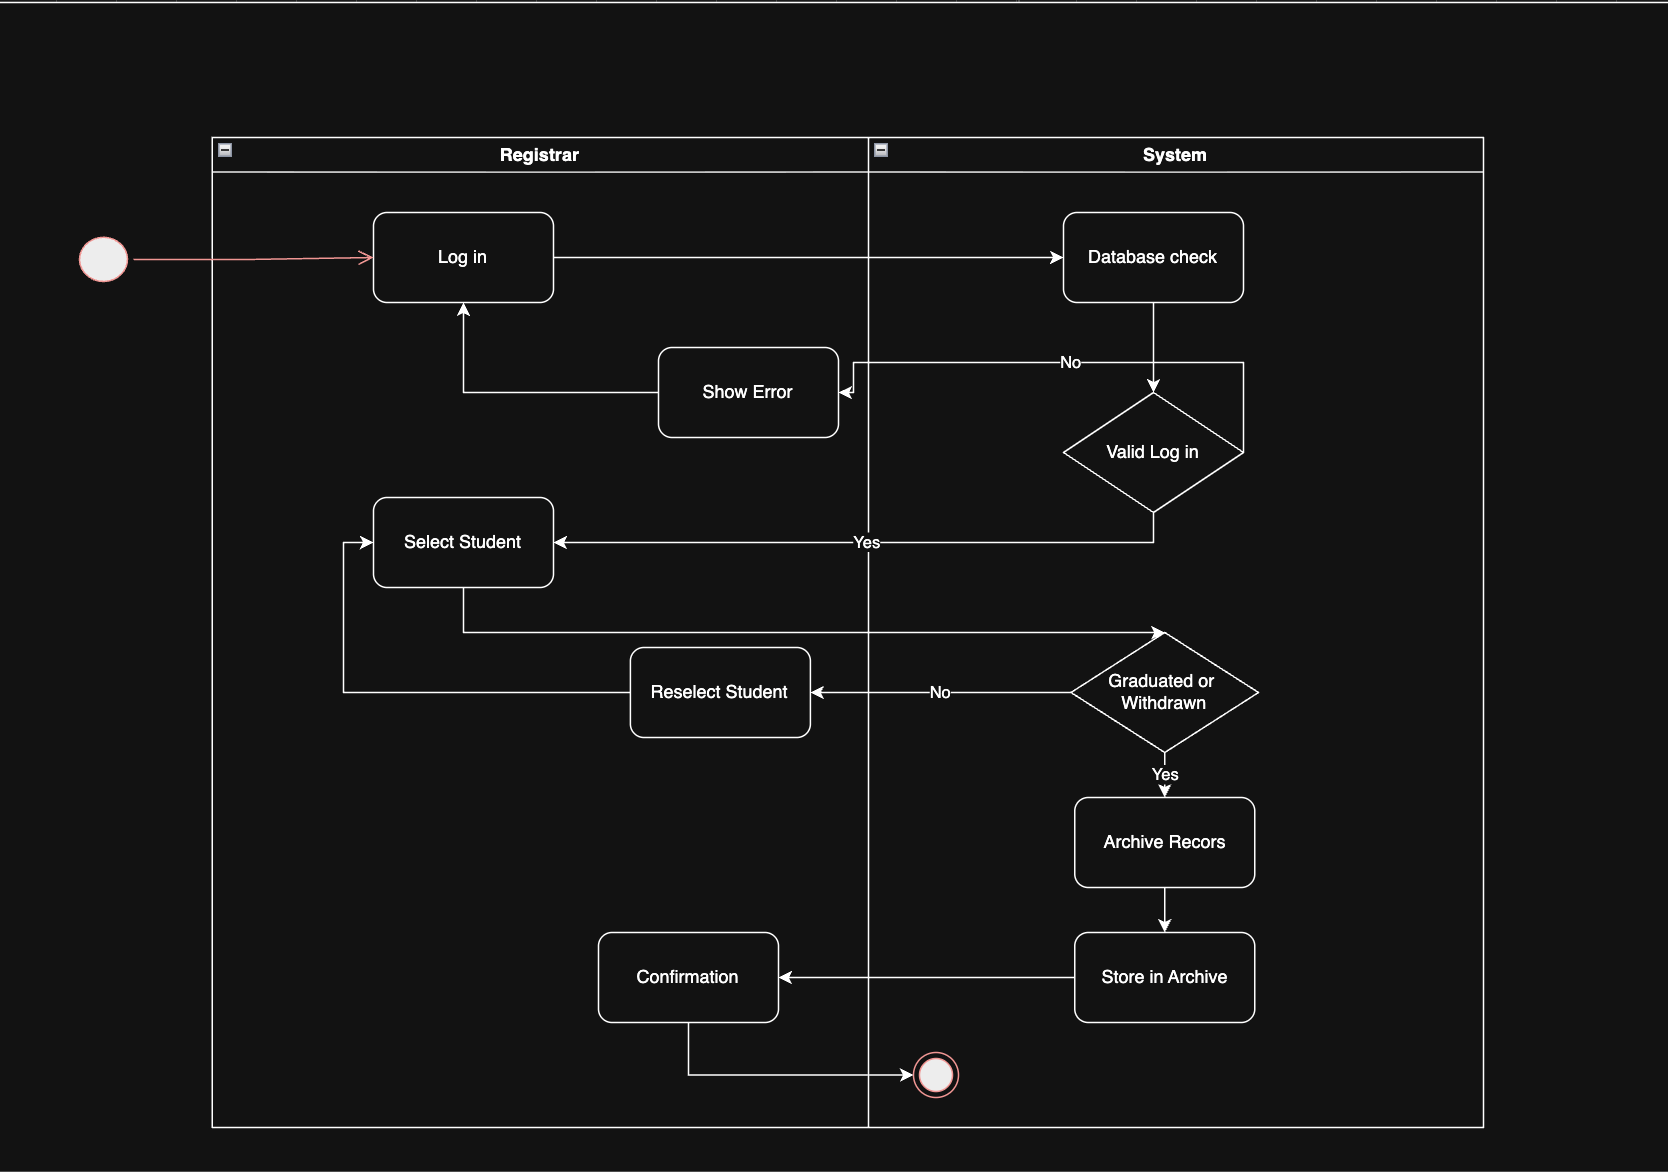 Registrar
System
Log in
Database check
No
Show Error
Valid Log in
Select Student
Yes
Graduated or
Withdrawn
Reselect Student
No
Yes
Archive Recors
Confirmation
Store in Archive